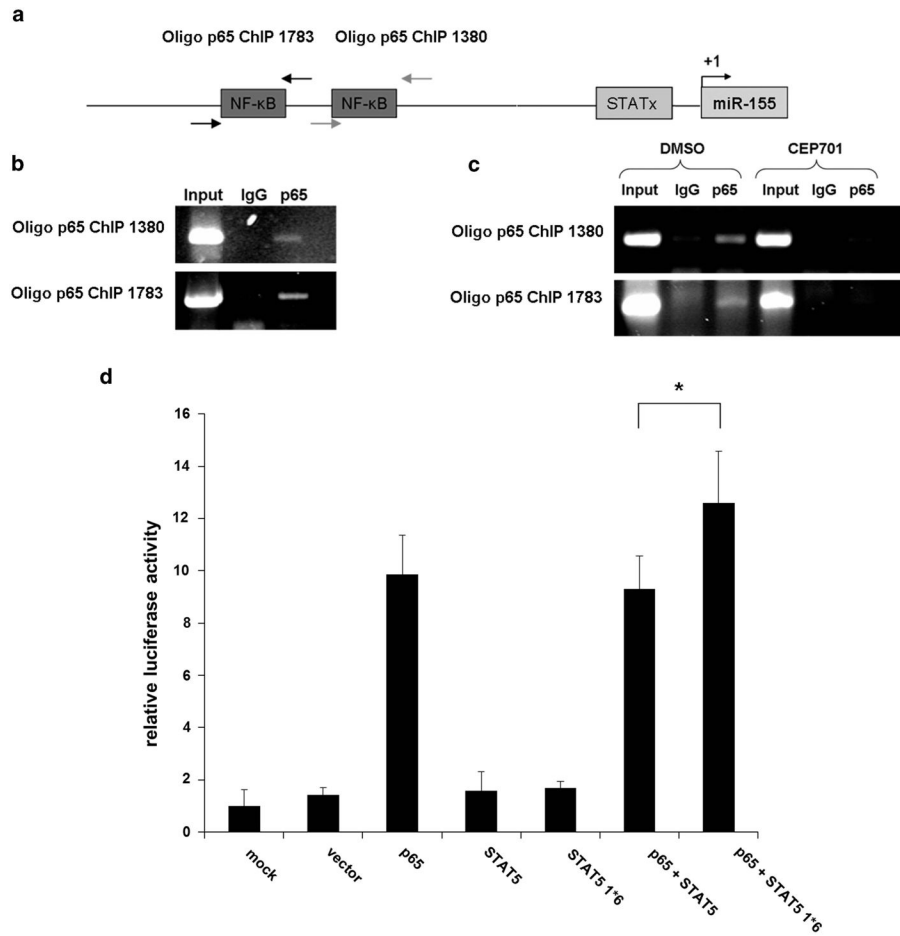 a
Oligo p65 ChIP 1783 Oligo p65 ChIP 1380
+1
NF-κB NF-κB STATx miR-155
b
Input IgG p65
Oligo p65 ChIP 1380
Oligo p65 ChIP 1783
c
DMSO CEP701
Input IgG p65 Input IgG p65
Oligo p65 ChIP 1380
Oligo p65 ChIP 1783
d
*
16
14
12
10
8
6
4
2
0
relative luciferase activity
mock
vector
p65
STAT5
STAT5 1*6
p65 + STAT5
p65 + STAT5 1*6